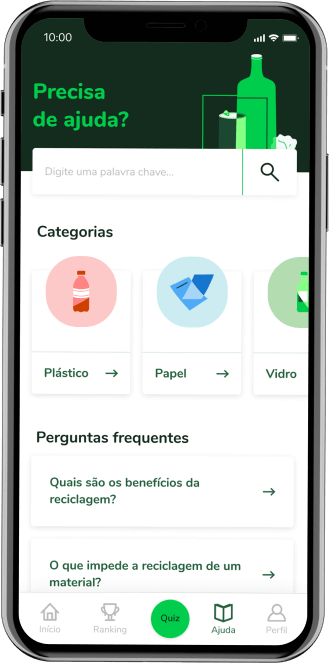 10:00
Precisa
de ajuda?
Digite uma palavra chave...
Categorias
Plástico
Papel
Vidro
Perguntas frequentes
Quais são os benefícios da
reciclagem?
O que impede a reciclagem de um
material?
Início
Ranking
Quiz
Ajuda
Perfil